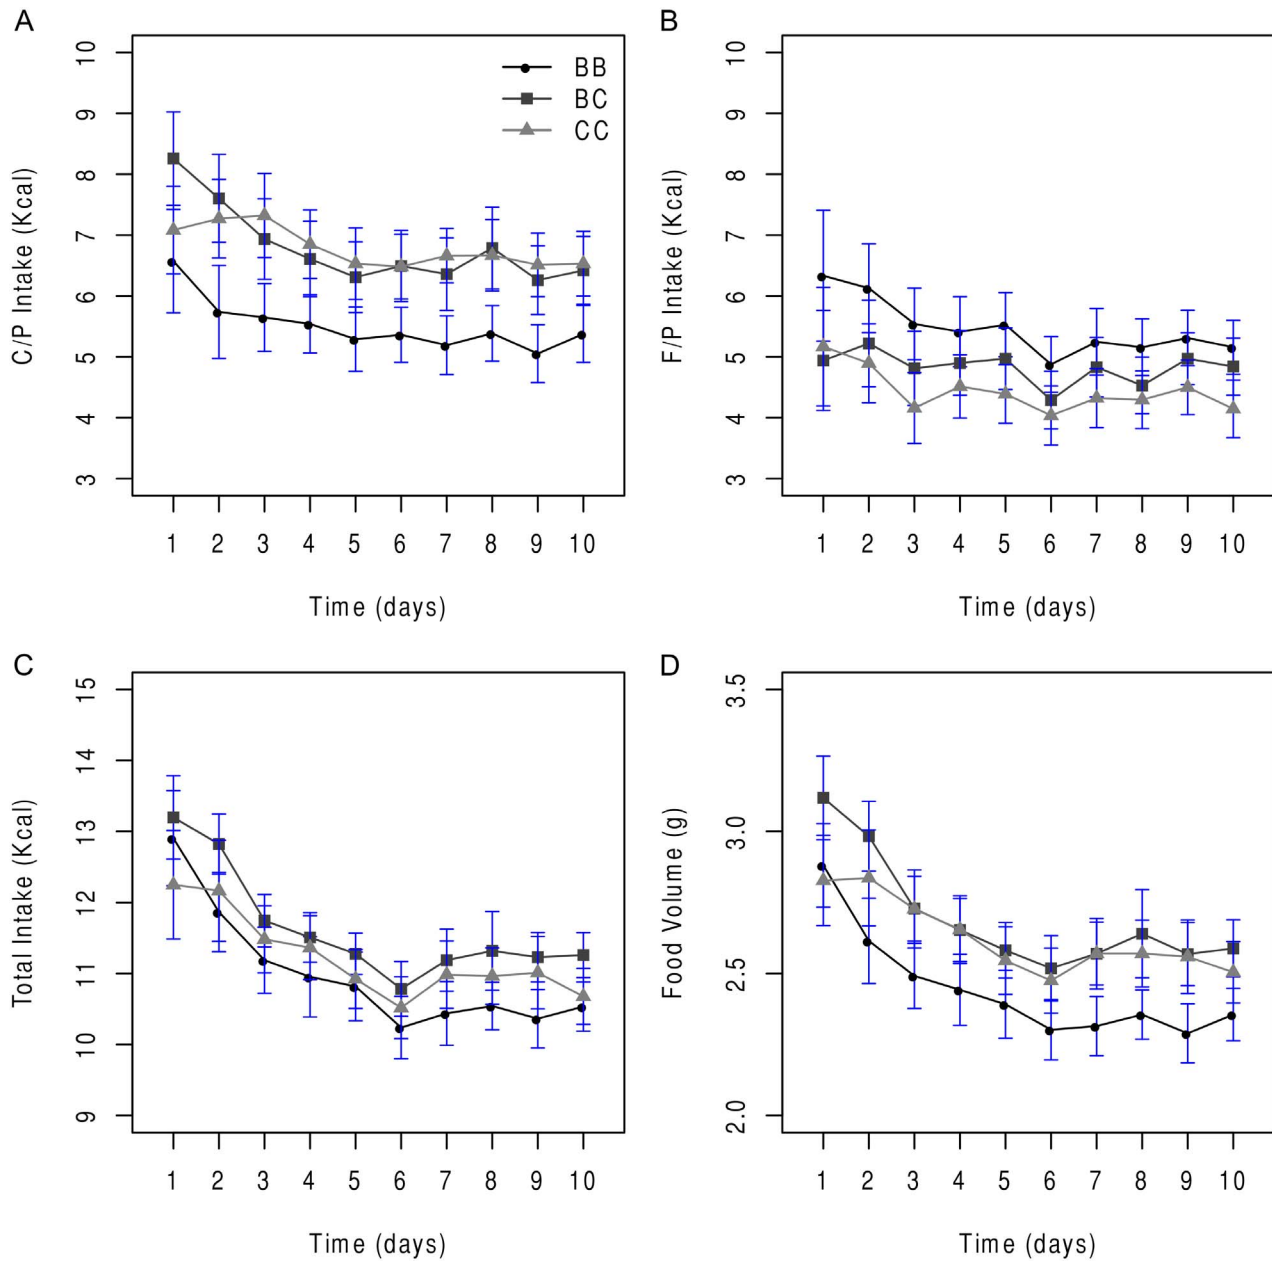 A
C/P Intake (Kcal)
10
9
8
7
6
5
4
3
BB
BC
CC
1 2 3 4 5 6 7 8 9 10
Time (days)
B
F/P Intake (Kcal)
10
9
8
7
6
5
4
3
1 2 3 4 5 6 7 8 9 10
Time (days)
C
Total Intake (Kcal)
15
14
13
12
11
10
9
1 2 3 4 5 6 7 8 9 10
Time (days)
D
Food Volume (g)
3.5
3.0
2.5
2.0
1 2 3 4 5 6 7 8 9 10
Time (days)